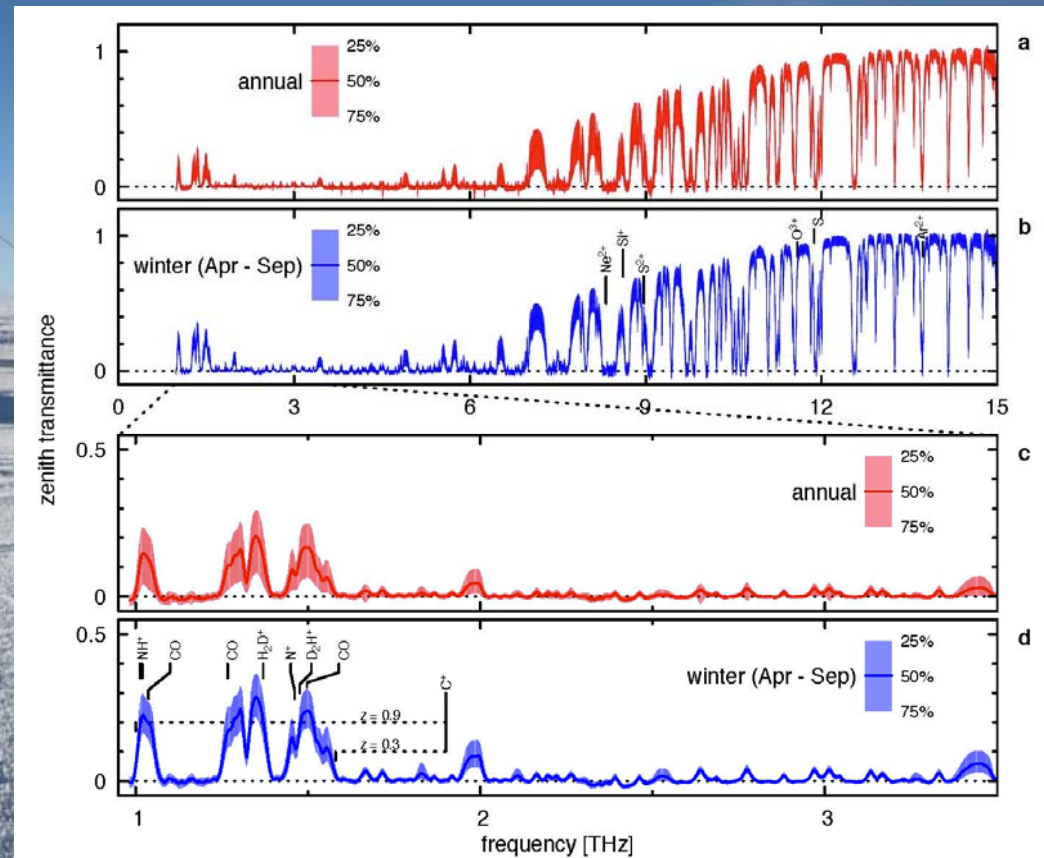 a
25%
annual
50%
75%
1
0
b
25%
winter (Apr - Sep)
50%
75%
Ne²⁺
Si⁺
S²⁺
O³⁺
S
Ar²⁺
1
0
0
3
6
9
12
15
zenith transmittance
c
25%
annual
50%
75%
0.5
0
d
25%
winter (Apr - Sep)
50%
75%
0.5
0
NH⁺
CO
CO
H₂D⁺
N⁺
D₂H⁺
CO
C⁺
z = 0.9
z = 0.3
1
2
3
frequency [THz]